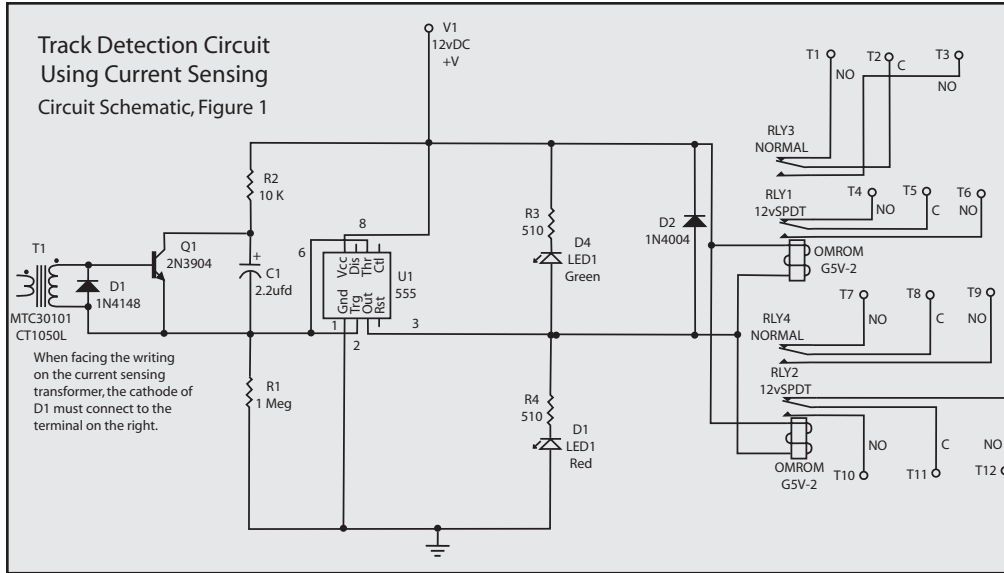 Track Detection Circuit
Using Current Sensing
Circuit Schematic, Figure 1
V1
12vDC
+V
T1
NO
T2
C
T3
NO
RLY3
NORMAL
R2
10 K
RLY1
12vSPDT
T4
NO
T5
C
T6
NO
T1
Q1
2N3904
+
C1
2.2ufd
6
8
Vcc
Dis
Thr
Ctl
Gnd
Trg
Out
Rst
U1
555
1
2
3
R3
510
D4
LED1
Green
D2
1N4004
OMROM
G5V-2
D1
1N4148
MTC30101
CT1050L
When facing the writing
on the current sensing
transformer, the cathode of
D1 must connect to the
terminal on the right.
T7
NO
T8
C
T9
NO
RLY4
NORMAL
RLY2
12vSPDT
R1
1 Meg
R4
510
D1
LED1
Red
OMROM
G5V-2
NO
T10
C
T11
NO
T12